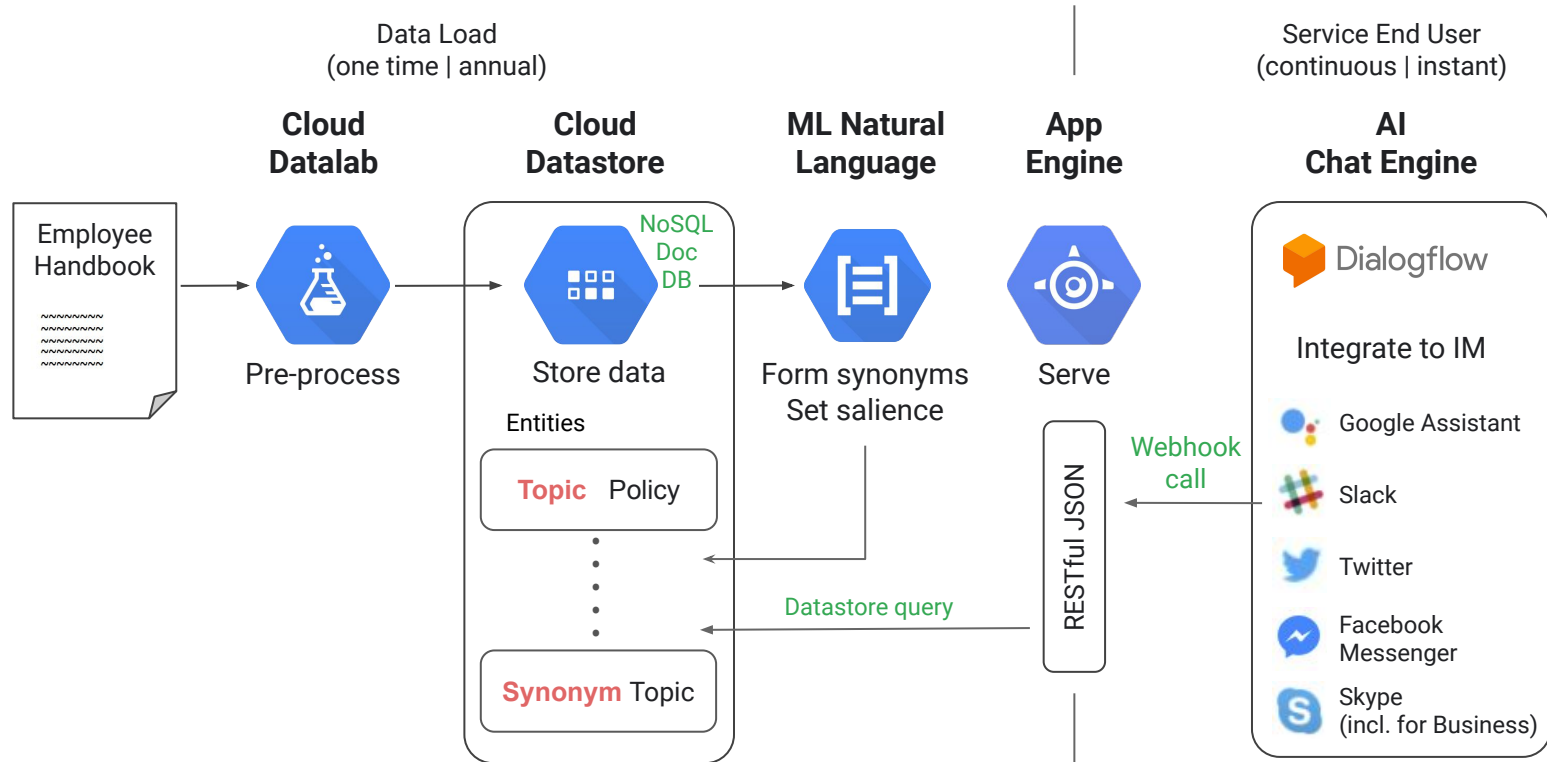 Data Load
(one time | annual)
Service End User
(continuous | instant)
Cloud
Datalab
Cloud
Datastore
ML Natural
Language
App
Engine
AI
Chat Engine
Employee
Handbook
~~~~~~~~
~~~~~~~~
~~~~~~~~
~~~~~~~~
~~~~~~~~
Pre-process
NoSQL
Doc
DB
Store data
Entities
Topic Policy
Synonym Topic
Form synonyms
Set salience
Serve
RESTful JSON
Datastore query
Webhook
call
Dialogflow
Integrate to IM
Google Assistant
Slack
Twitter
Facebook
Messenger
S
Skype
(incl. for Business)